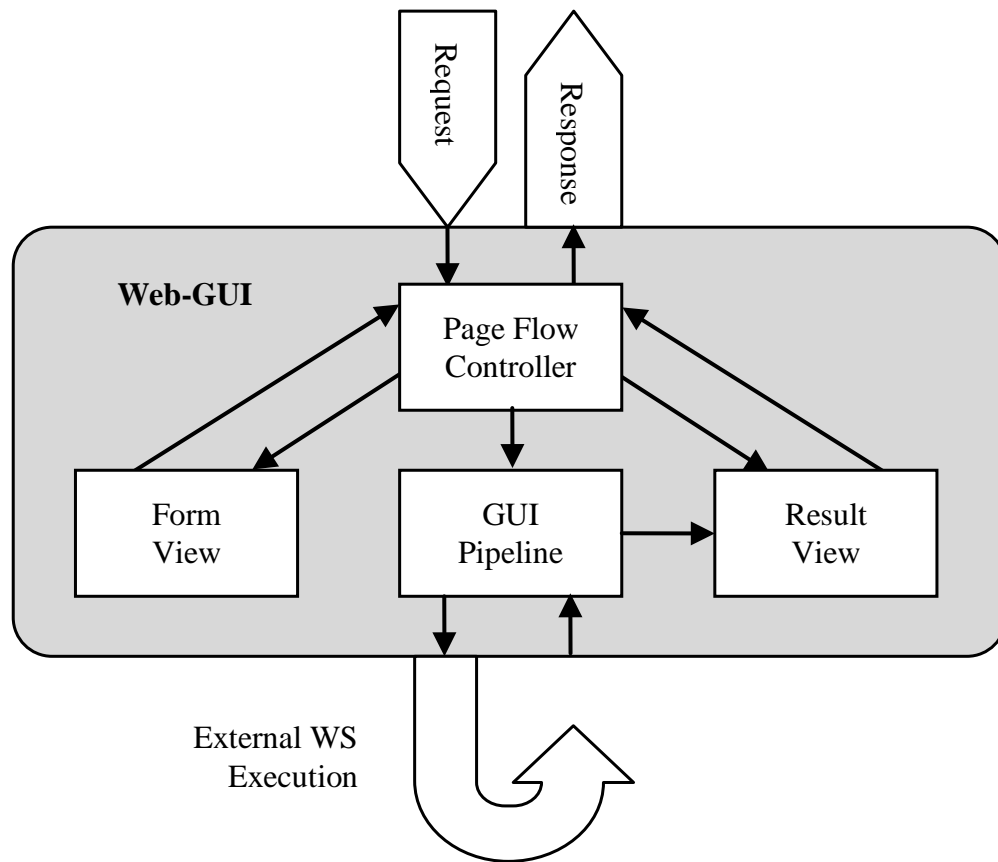 Request
Response
Web-GUI
Page Flow
Controller
Form
View
GUI
Pipeline
Result
View
External WS
Execution